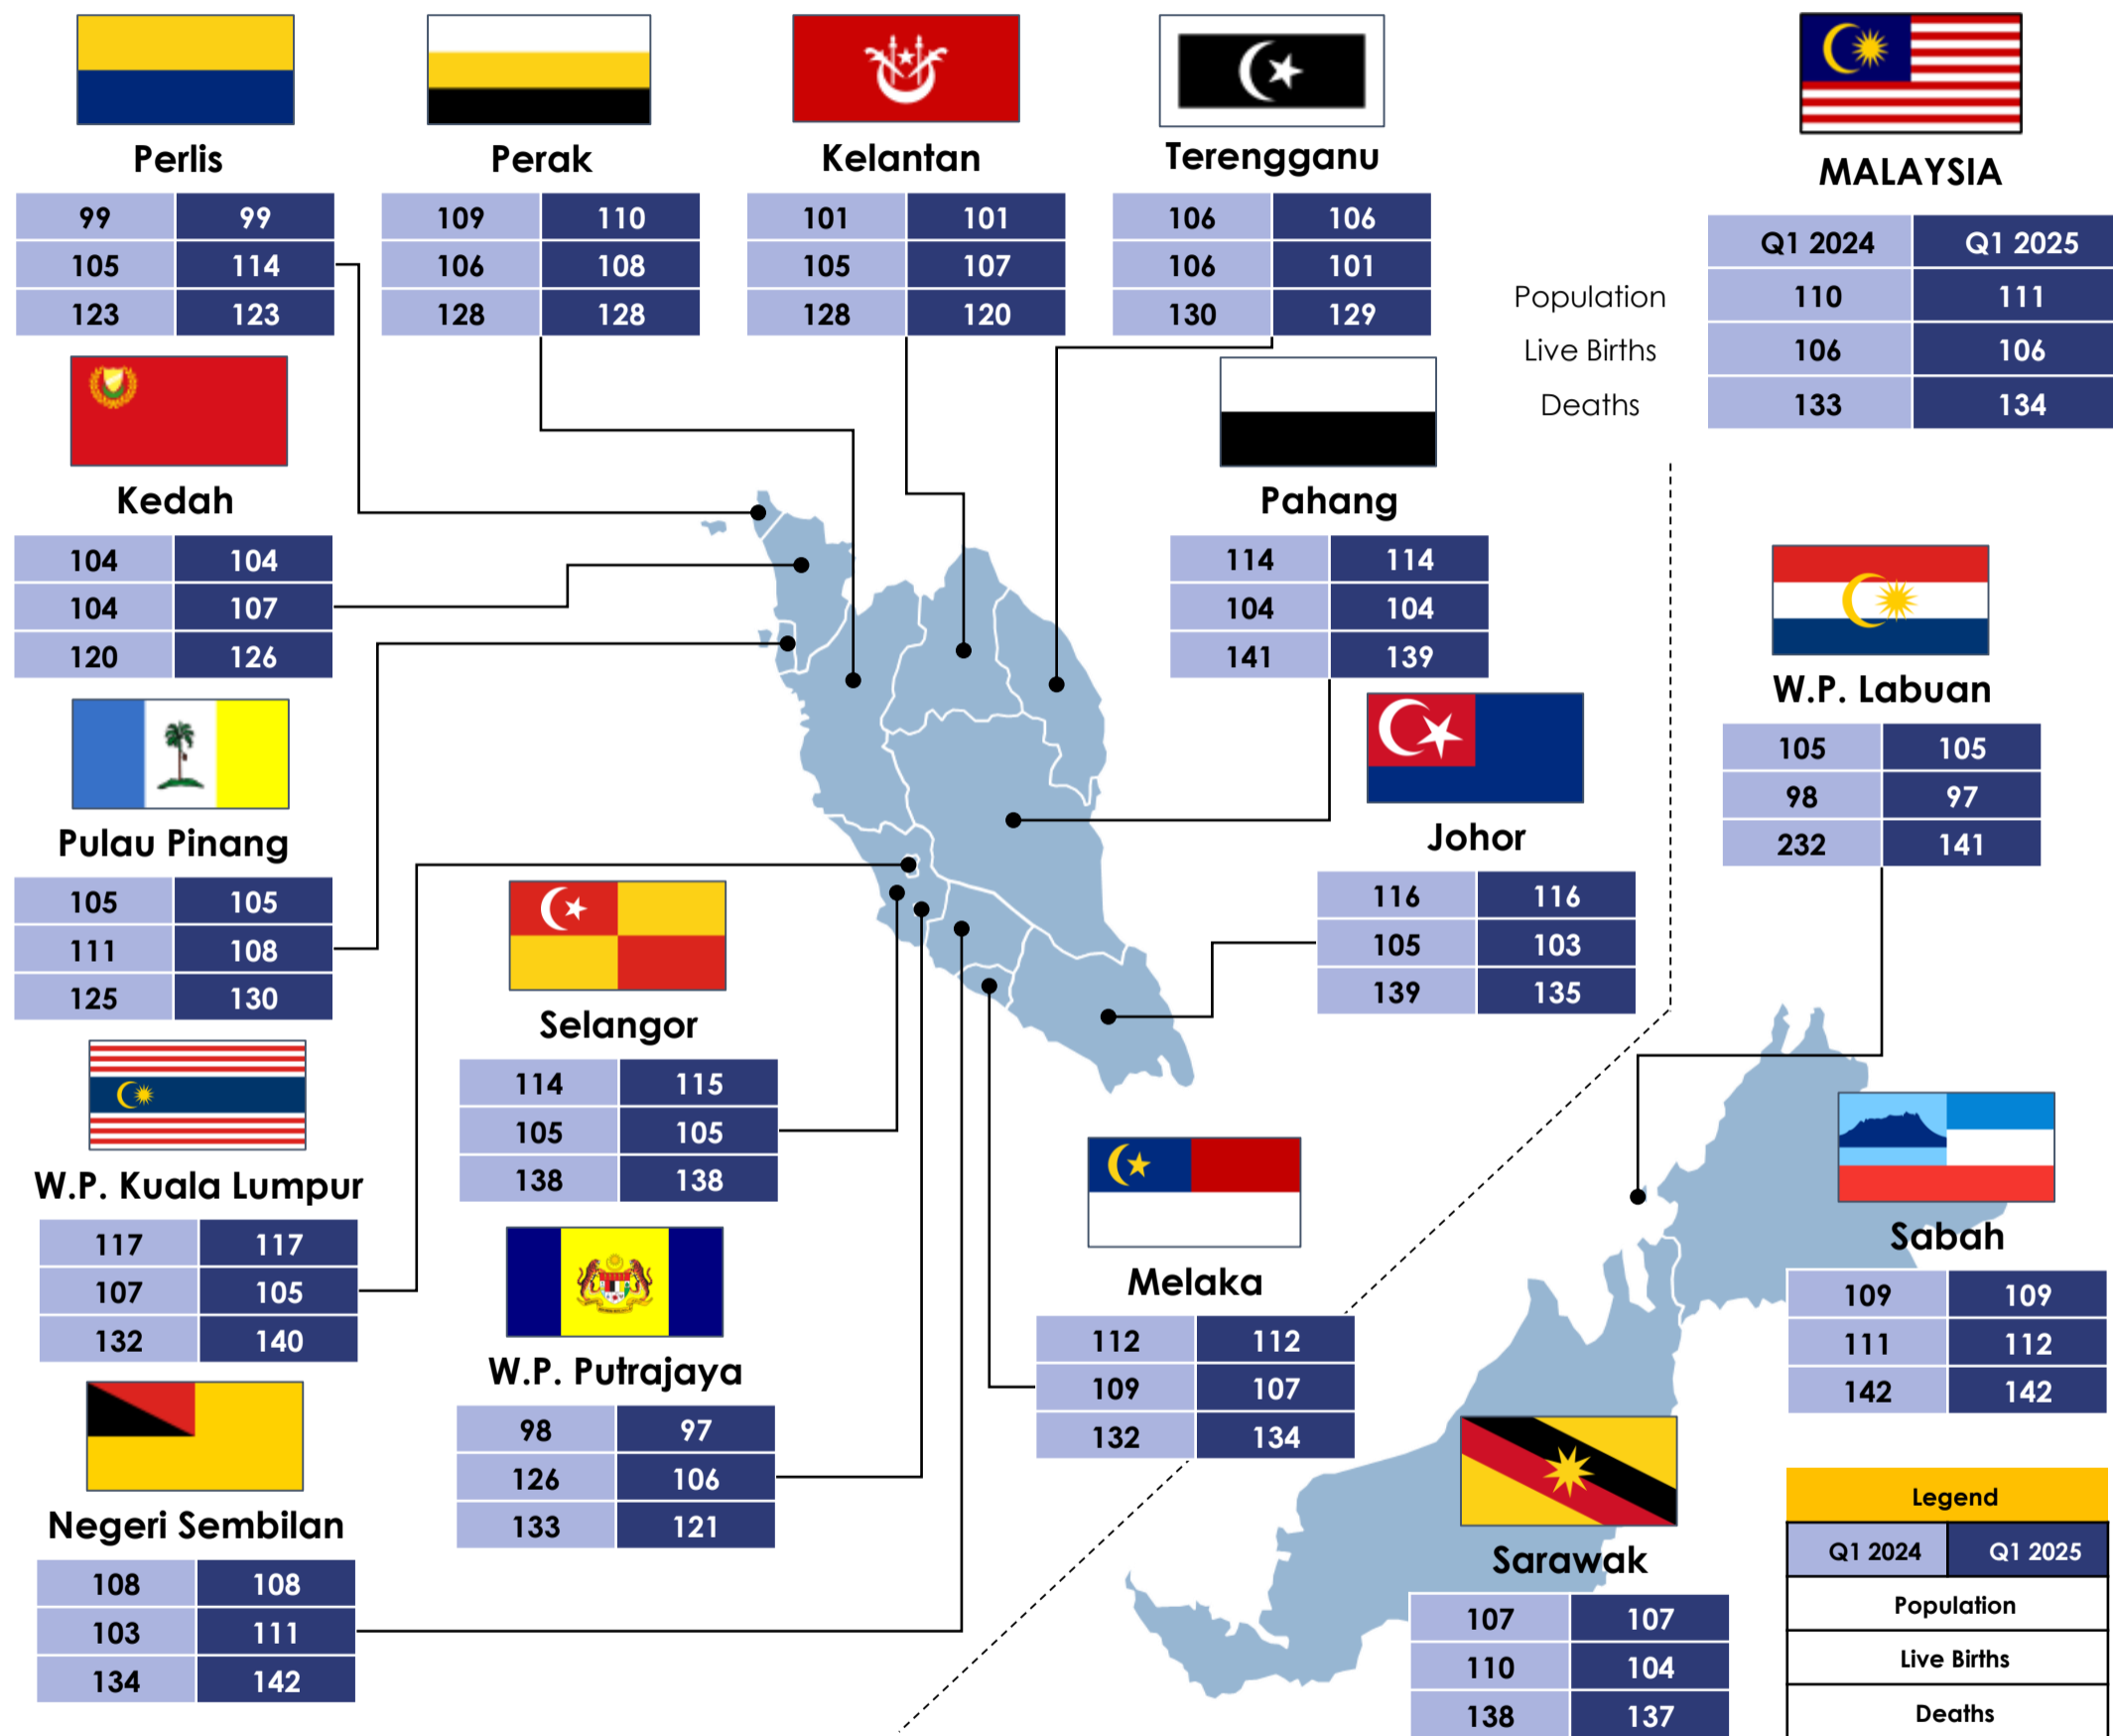 Perlis
99 99
105 114
123 123
Perak
109 110
106 108
128 128
Kelantan
101 101
105 107
128 120
Terengganu
106 106
106 101
130 129
MALAYSIA
Q1 2024 Q1 2025
Population 110 111
Live Births 106 106
Deaths 133 134
Kedah
104 104
104 107
120 126
Pahang
114 114
104 104
141 139
W.P. Labuan
105 105
98 97
232 141
Pulau Pinang
105 105
111 108
125 130
Johor
116 116
105 103
139 135
Selangor
114 115
105 105
138 138
W.P. Kuala Lumpur
117 117
107 105
132 140
W.P. Putrajaya
98 97
126 106
133 121
Melaka
112 112
109 107
132 134
Sabah
109 109
111 112
142 142
Negeri Sembilan
108 108
103 111
134 142
Sarawak
107 107
110 104
138 137
Legend
Q1 2024 Q1 2025
Population
Live Births
Deaths